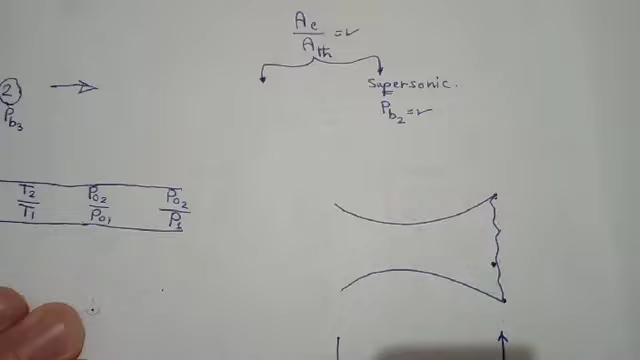 Ae/Ath = ✓
2
Pb3
Supersonic.
Pb2 = ✓
T2/T1 P02/P01 P02/P1